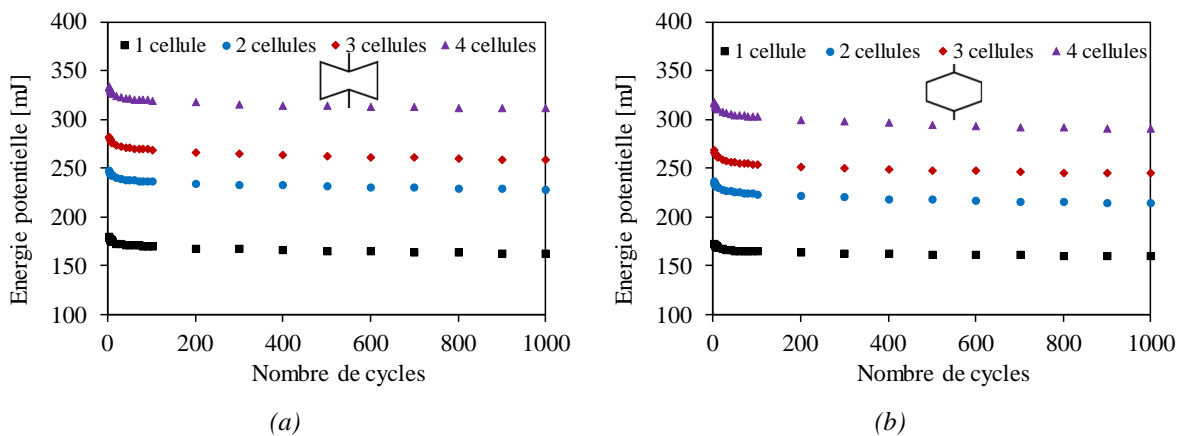 400
350
300
250
200
150
100
Energie potentielle [mJ]
1 cellule 2 cellules 3 cellules 4 cellules
0 200 400 600 800 1000
Nombre de cycles
(a)
400
350
300
250
200
150
100
Energie potentielle [mJ]
1 cellule 2 cellules 3 cellules 4 cellules
0 200 400 600 800 1000
Nombre de cycles
(b)